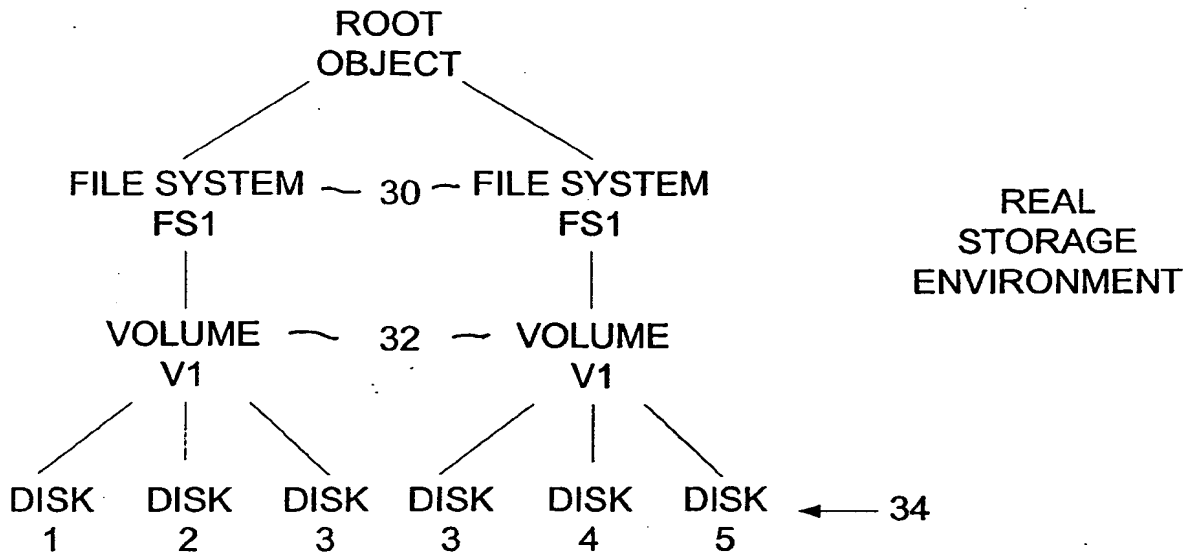 ROOT
OBJECT
FILE SYSTEM 30 FILE SYSTEM
FS1 FS1
REAL
STORAGE
ENVIRONMENT
VOLUME 32 VOLUME
V1 V1
DISK DISK DISK DISK DISK DISK 34
1 2 3 3 4 5